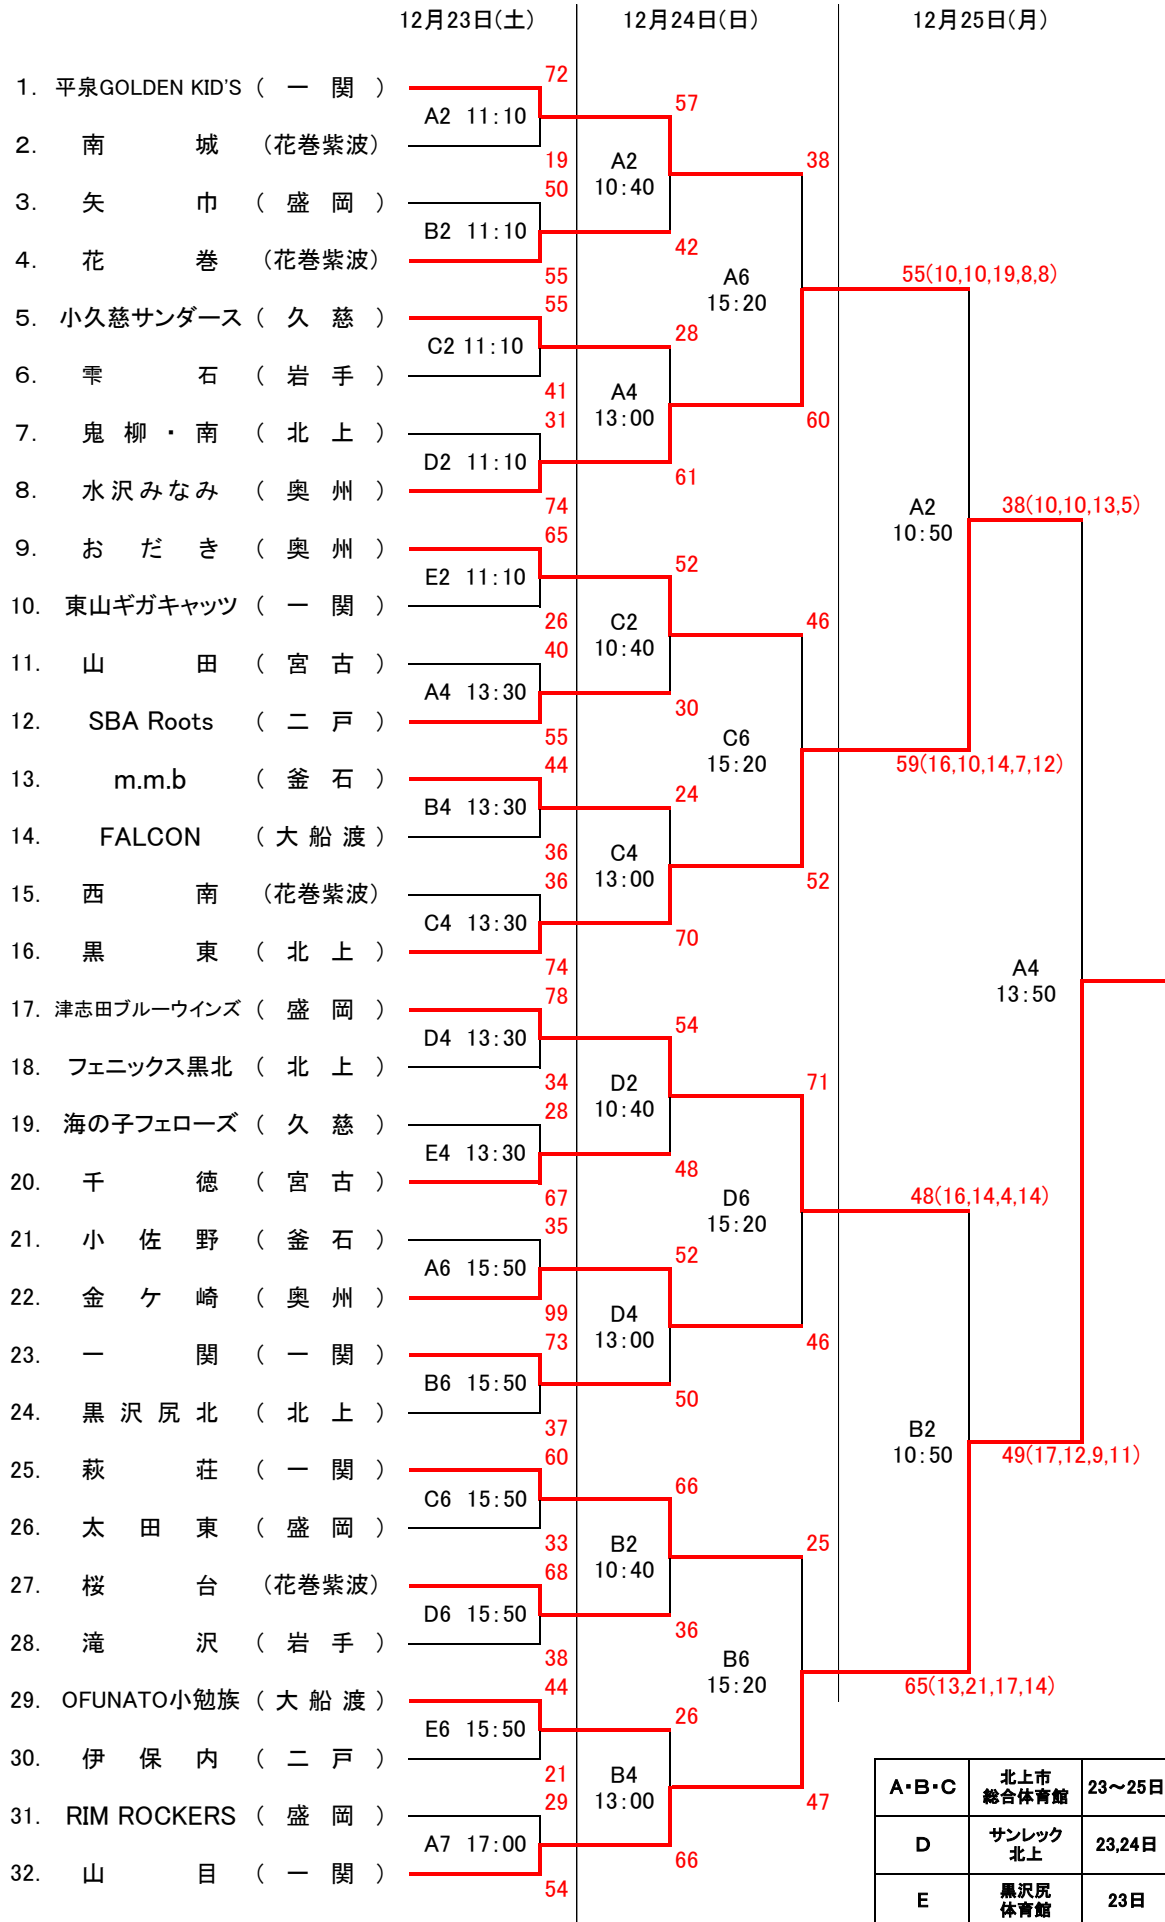 12月23日(土) 12月24日(日) 12月25日(月)
72
1. 平泉GOLDEN KID'S ( 一 関 ) 57
A2 11:10
2. 南 城 (花巻紫波)
19 A2 38
50 10:40
3. 矢 巾 ( 盛 岡 )
B2 11:10
42
4. 花 巻 (花巻紫波)
55 A6 55(10,10,19,8,8)
55 15:20
5. 小久慈サンダース ( 久 慈 )
28
C2 11:10
6. 雫 石 ( 岩 手 )
41 A4
31 13:00 60
7. 鬼 柳 ・ 南 ( 北 上 )
D2 11:10
61
8. 水沢みなみ ( 奥 州 )
74 A2 38(10,10,13,5)
65 10:50
9. お だ き ( 奥 州 )
52
E2 11:10
10. 東山ギガキャッツ ( 一 関 )
26 C2 46
40 10:40
11. 山 田 ( 宮 古 )
A4 13:30
30
12. SBA Roots ( 二 戸 )
55 C6
44 15:20 59(16,10,14,7,12)
13. m.m.b ( 釜 石 )
24
B4 13:30
14. FALCON ( 大 船 渡 )
36 C4
36 13:00 52
15. 西 南 (花巻紫波)
C4 13:30
70
16. 黒 東 ( 北 上 )
74 A4
78 13:50
17. 津志田ブルーウインズ ( 盛 岡 )
54
D4 13:30
18. フェニックス黒北 ( 北 上 )
34 D2 71
28 10:40
19. 海の子フェローズ ( 久 慈 )
E4 13:30
48
20. 千 徳 ( 宮 古 )
67 D6 48(16,14,4,14)
35 15:20
21. 小 佐 野 ( 釜 石 )
52
A6 15:50
22. 金 ケ 崎 ( 奥 州 )
99 D4
73 13:00 46
23. 一 関 ( 一 関 )
B6 15:50
50
24. 黒 沢 尻 北 ( 北 上 )
37 B2
60 10:50 49(17,12,9,11)
25. 萩 荘 ( 一 関 )
66
C6 15:50
26. 太 田 東 ( 盛 岡 )
33 B2 25
68 10:40
27. 桜 台 (花巻紫波)
D6 15:50
36
28. 滝 沢 ( 岩 手 )
38 B6
44 15:20 65(13,21,17,14)
29. OFUNATO小勉族 ( 大 船 渡 )
26
E6 15:50
30. 伊 保 内 ( 二 戸 )
21 B4
29 13:00 47
31. RIM ROCKERS ( 盛 岡 )
A7 17:00
66
32. 山 目 ( 一 関 )
54
A・B・C 北上市
総合体育館 23～25日
D サンレック
北上 23,24日
E 黒沢尻
体育館 23日